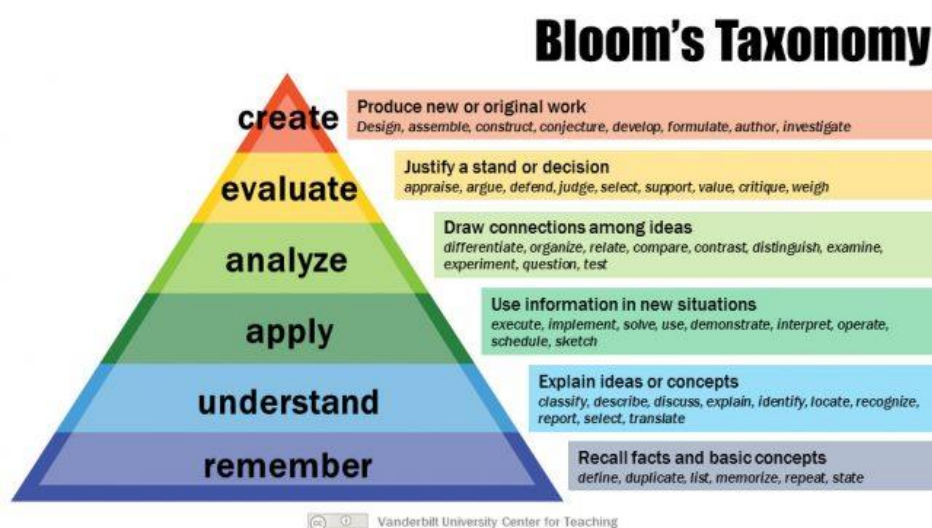 Bloom's Taxonomy
create
Produce new or original work
Design, assemble, construct, conjecture, develop, formulate, author, investigate
evaluate
Justify a stand or decision
appraise, argue, defend, judge, select, support, value, critique, weigh
analyze
Draw connections among ideas
differentiate, organize, relate, compare, contrast, distinguish, examine,
experiment, question, test
apply
Use information in new situations
execute, implement, solve, use, demonstrate, interpret, operate,
schedule, sketch
understand
Explain ideas or concepts
classify, describe, discuss, explain, identify, locate, recognize,
report, select, translate
remember
Recall facts and basic concepts
define, duplicate, list, memorize, repeat, state
cc Vanderbilt University Center for Teaching